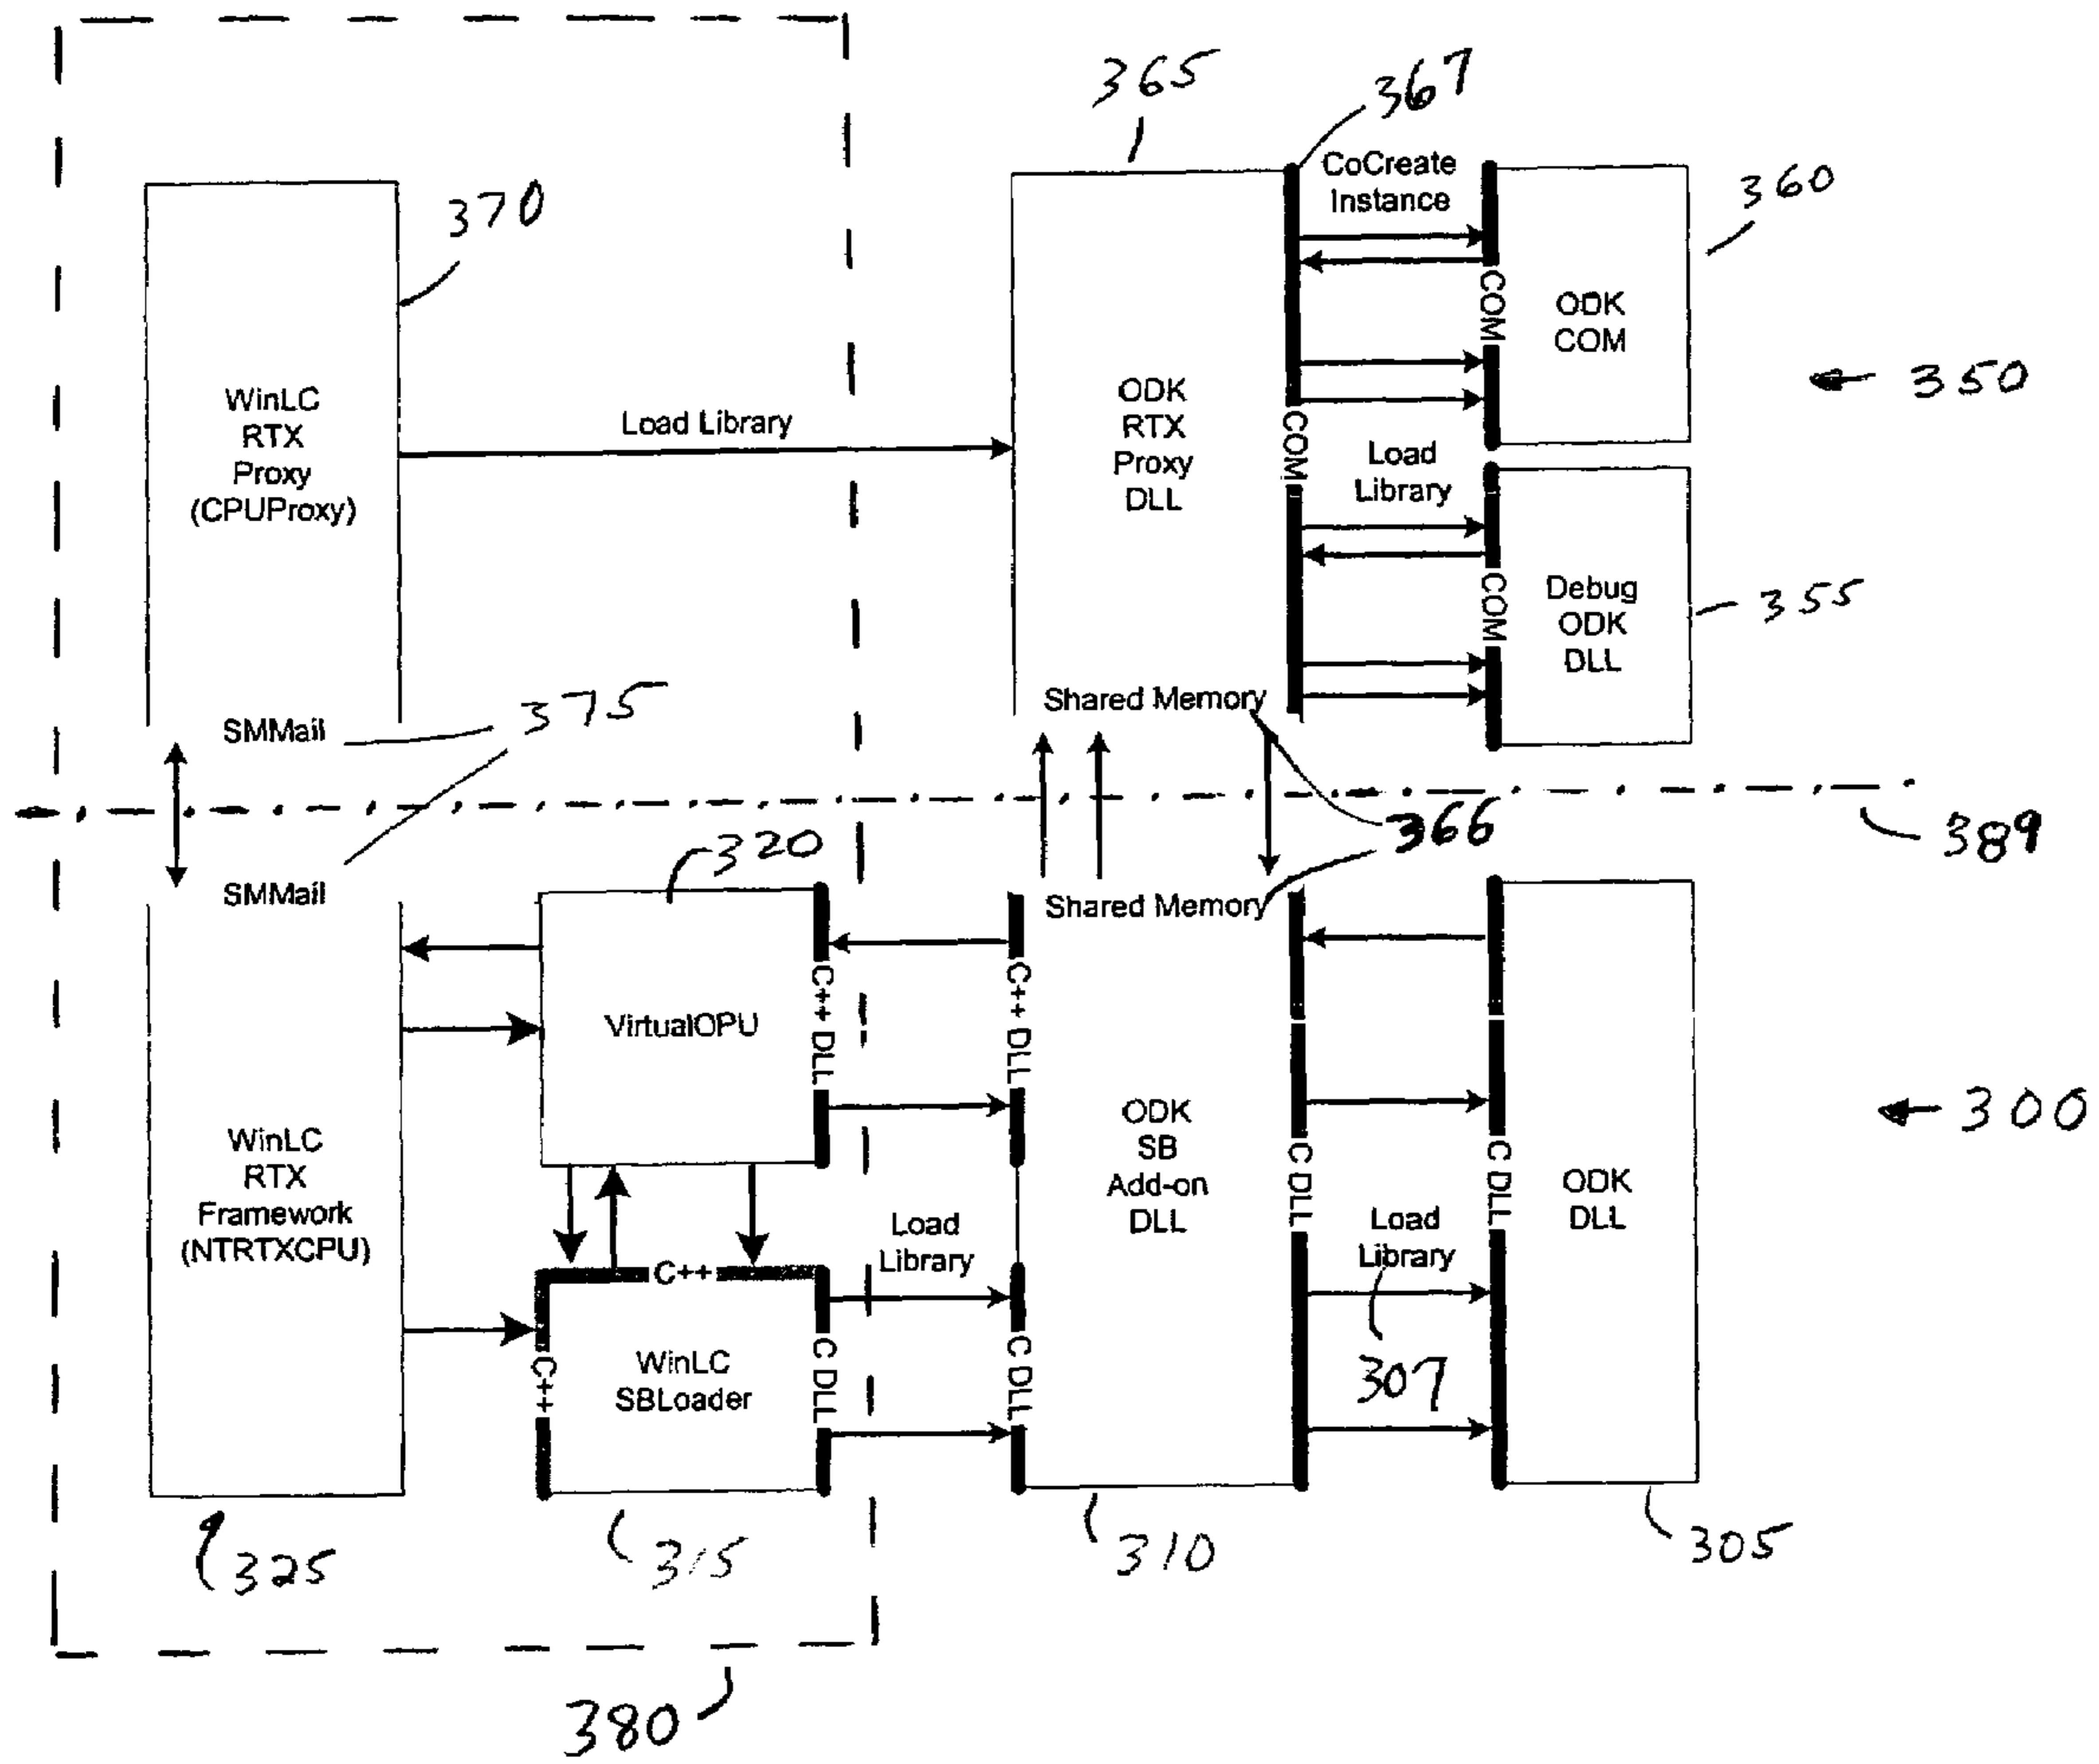 365
367
CoCreate
Instance
360
370
COM
ODK
COM
350
WinLC
RTX
Proxy
(CPUProxy)
Load Library
ODK
RTX
Proxy
DLL
COM
Load
Library
COM
Debug
ODK
DLL
355
SMMail
375
Shared Memory
389
366
320
SMMail
Shared Memory
VirtualOPU
C++ DLL
C++ DLL
300
WinLC
RTX
Framework
(NTRTXCPU)
ODK
SB
Add-on
DLL
C DLL
C DLL
ODK
DLL
Load
Library
Load
Library
C++
C++
WinLC
SBLoader
C DLL
C DLL
307
325
315
310
305
380